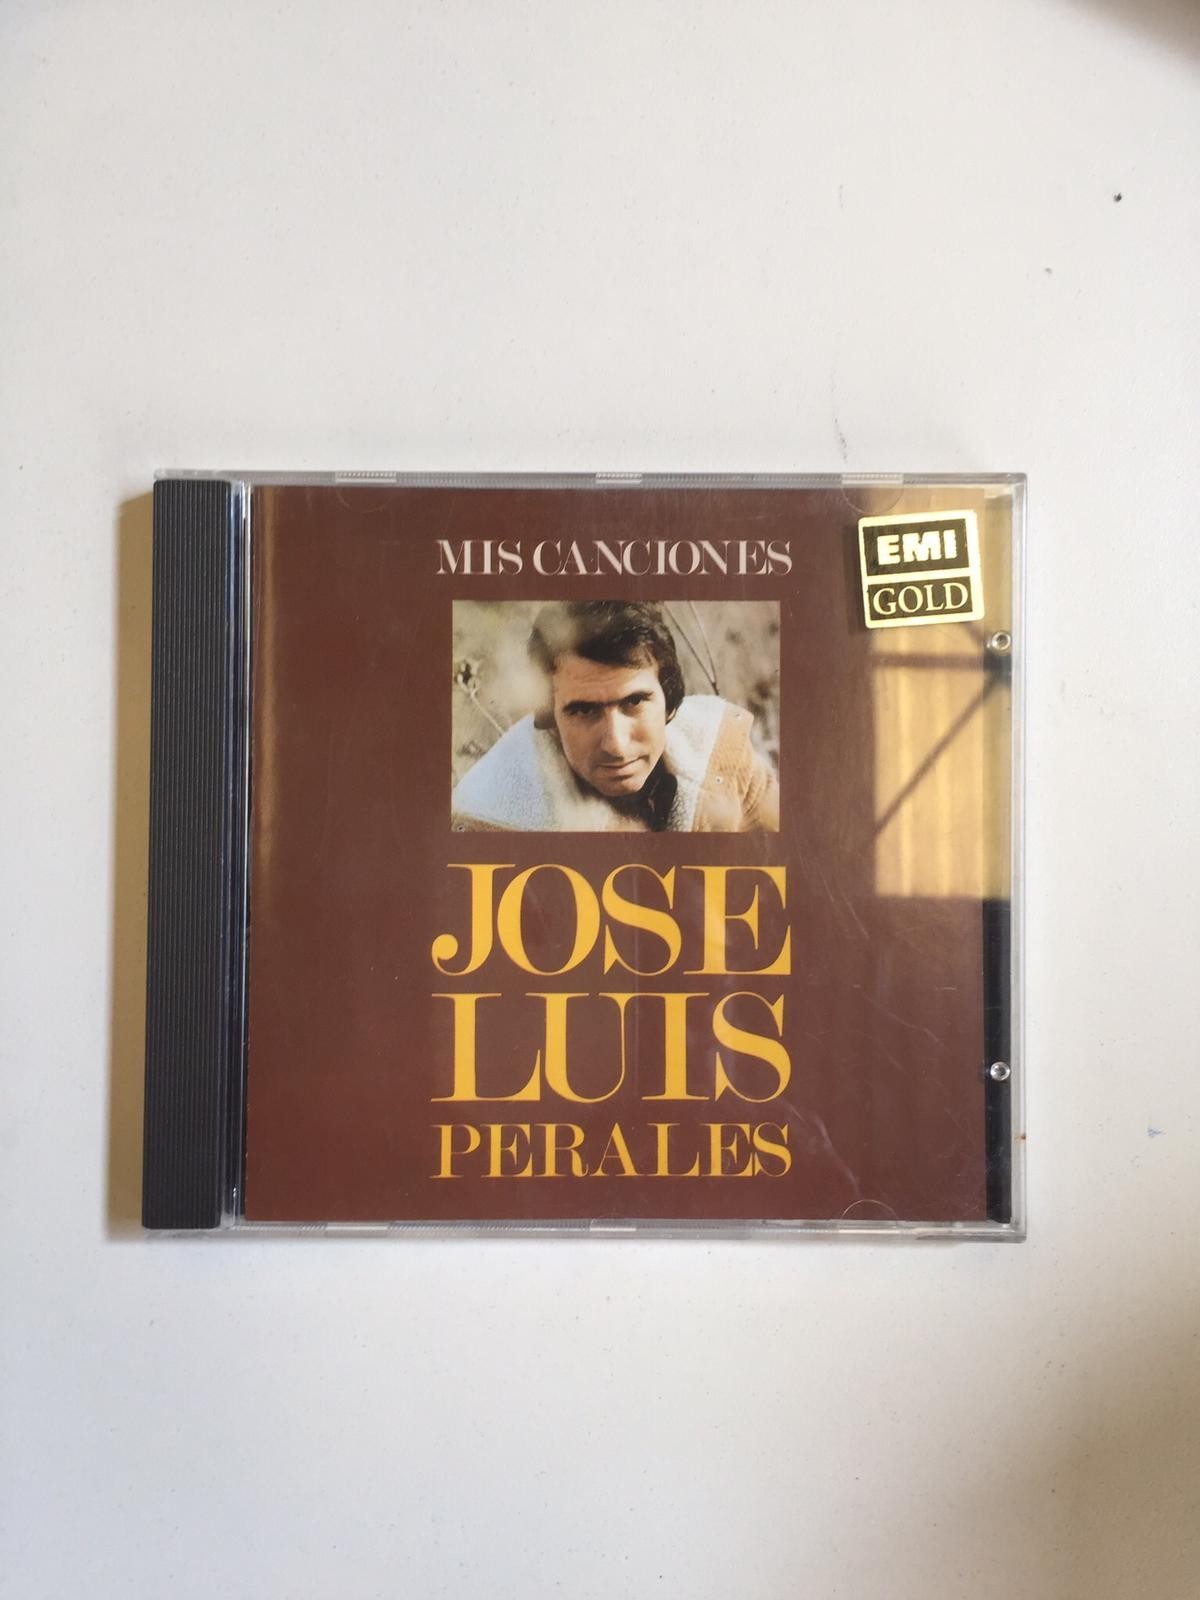 MIS CANCIONES
EMI
GOLD
JOSE
LUIS
PERALES